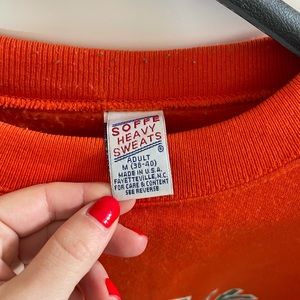 SOFFE
HEAVY
SWEATS
®
ADULT
M (38-40)
MADE IN U.S.A.
FAYETTEVILLE, N.C.
FOR CARE & CONTENT
SEE REVERSE